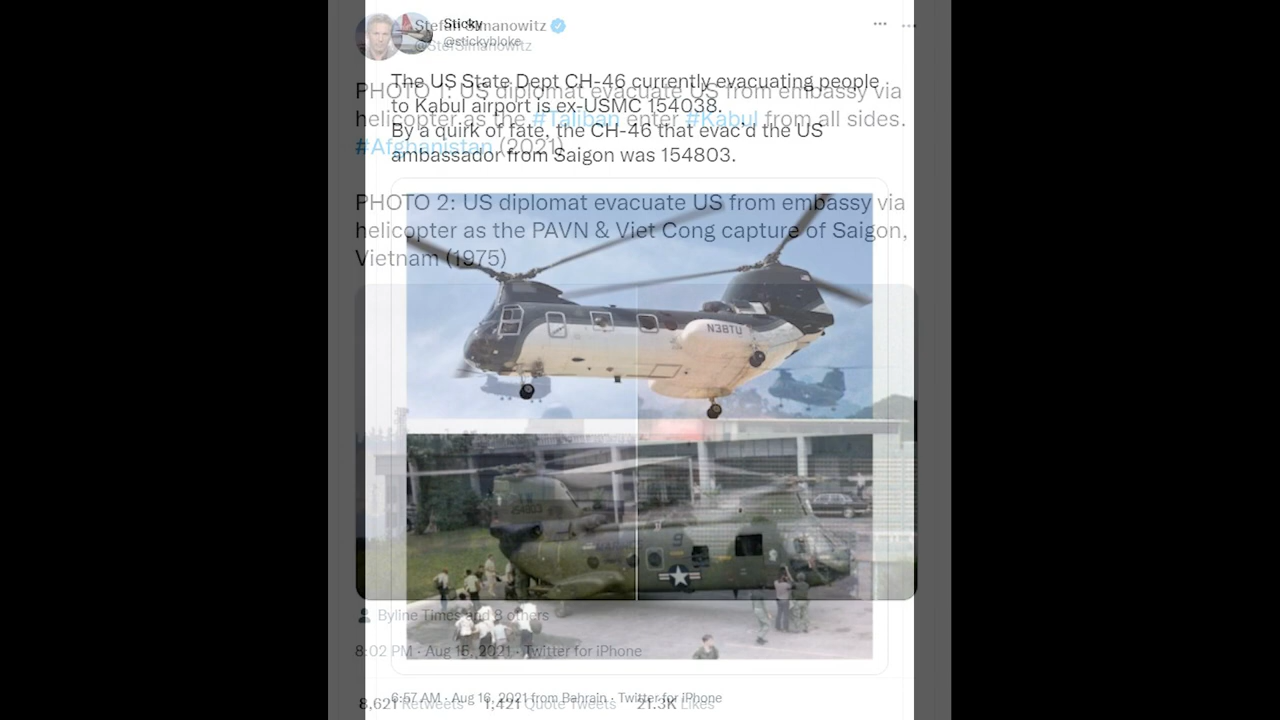 Sticky
@stickybloke
The US State Dept CH-46 currently evacuating people
to Kabul airport is ex-USMC 154038.
By a quirk of fate, the CH-46 that evac'd the US
ambassador from Saigon was 154803.
N38TU
9
6:57 AM · Aug 16, 2021 from Bahrain · Twitter for iPhone
Stefan Simanowitz
@StefSimanowitz
PHOTO 1: US diplomat evacuate US from embassy via
helicopter as the #Taliban enter #Kabul from all sides.
#Afghanistan (2021)
PHOTO 2: US diplomat evacuate US from embassy via
helicopter as the PAVN & Viet Cong capture of Saigon,
Vietnam (1975)
Byline Times and 8 others
8:02 PM · Aug 15, 2021 · Twitter for iPhone
8,621 Retweets 1,421 Quote Tweets 21.3K Likes